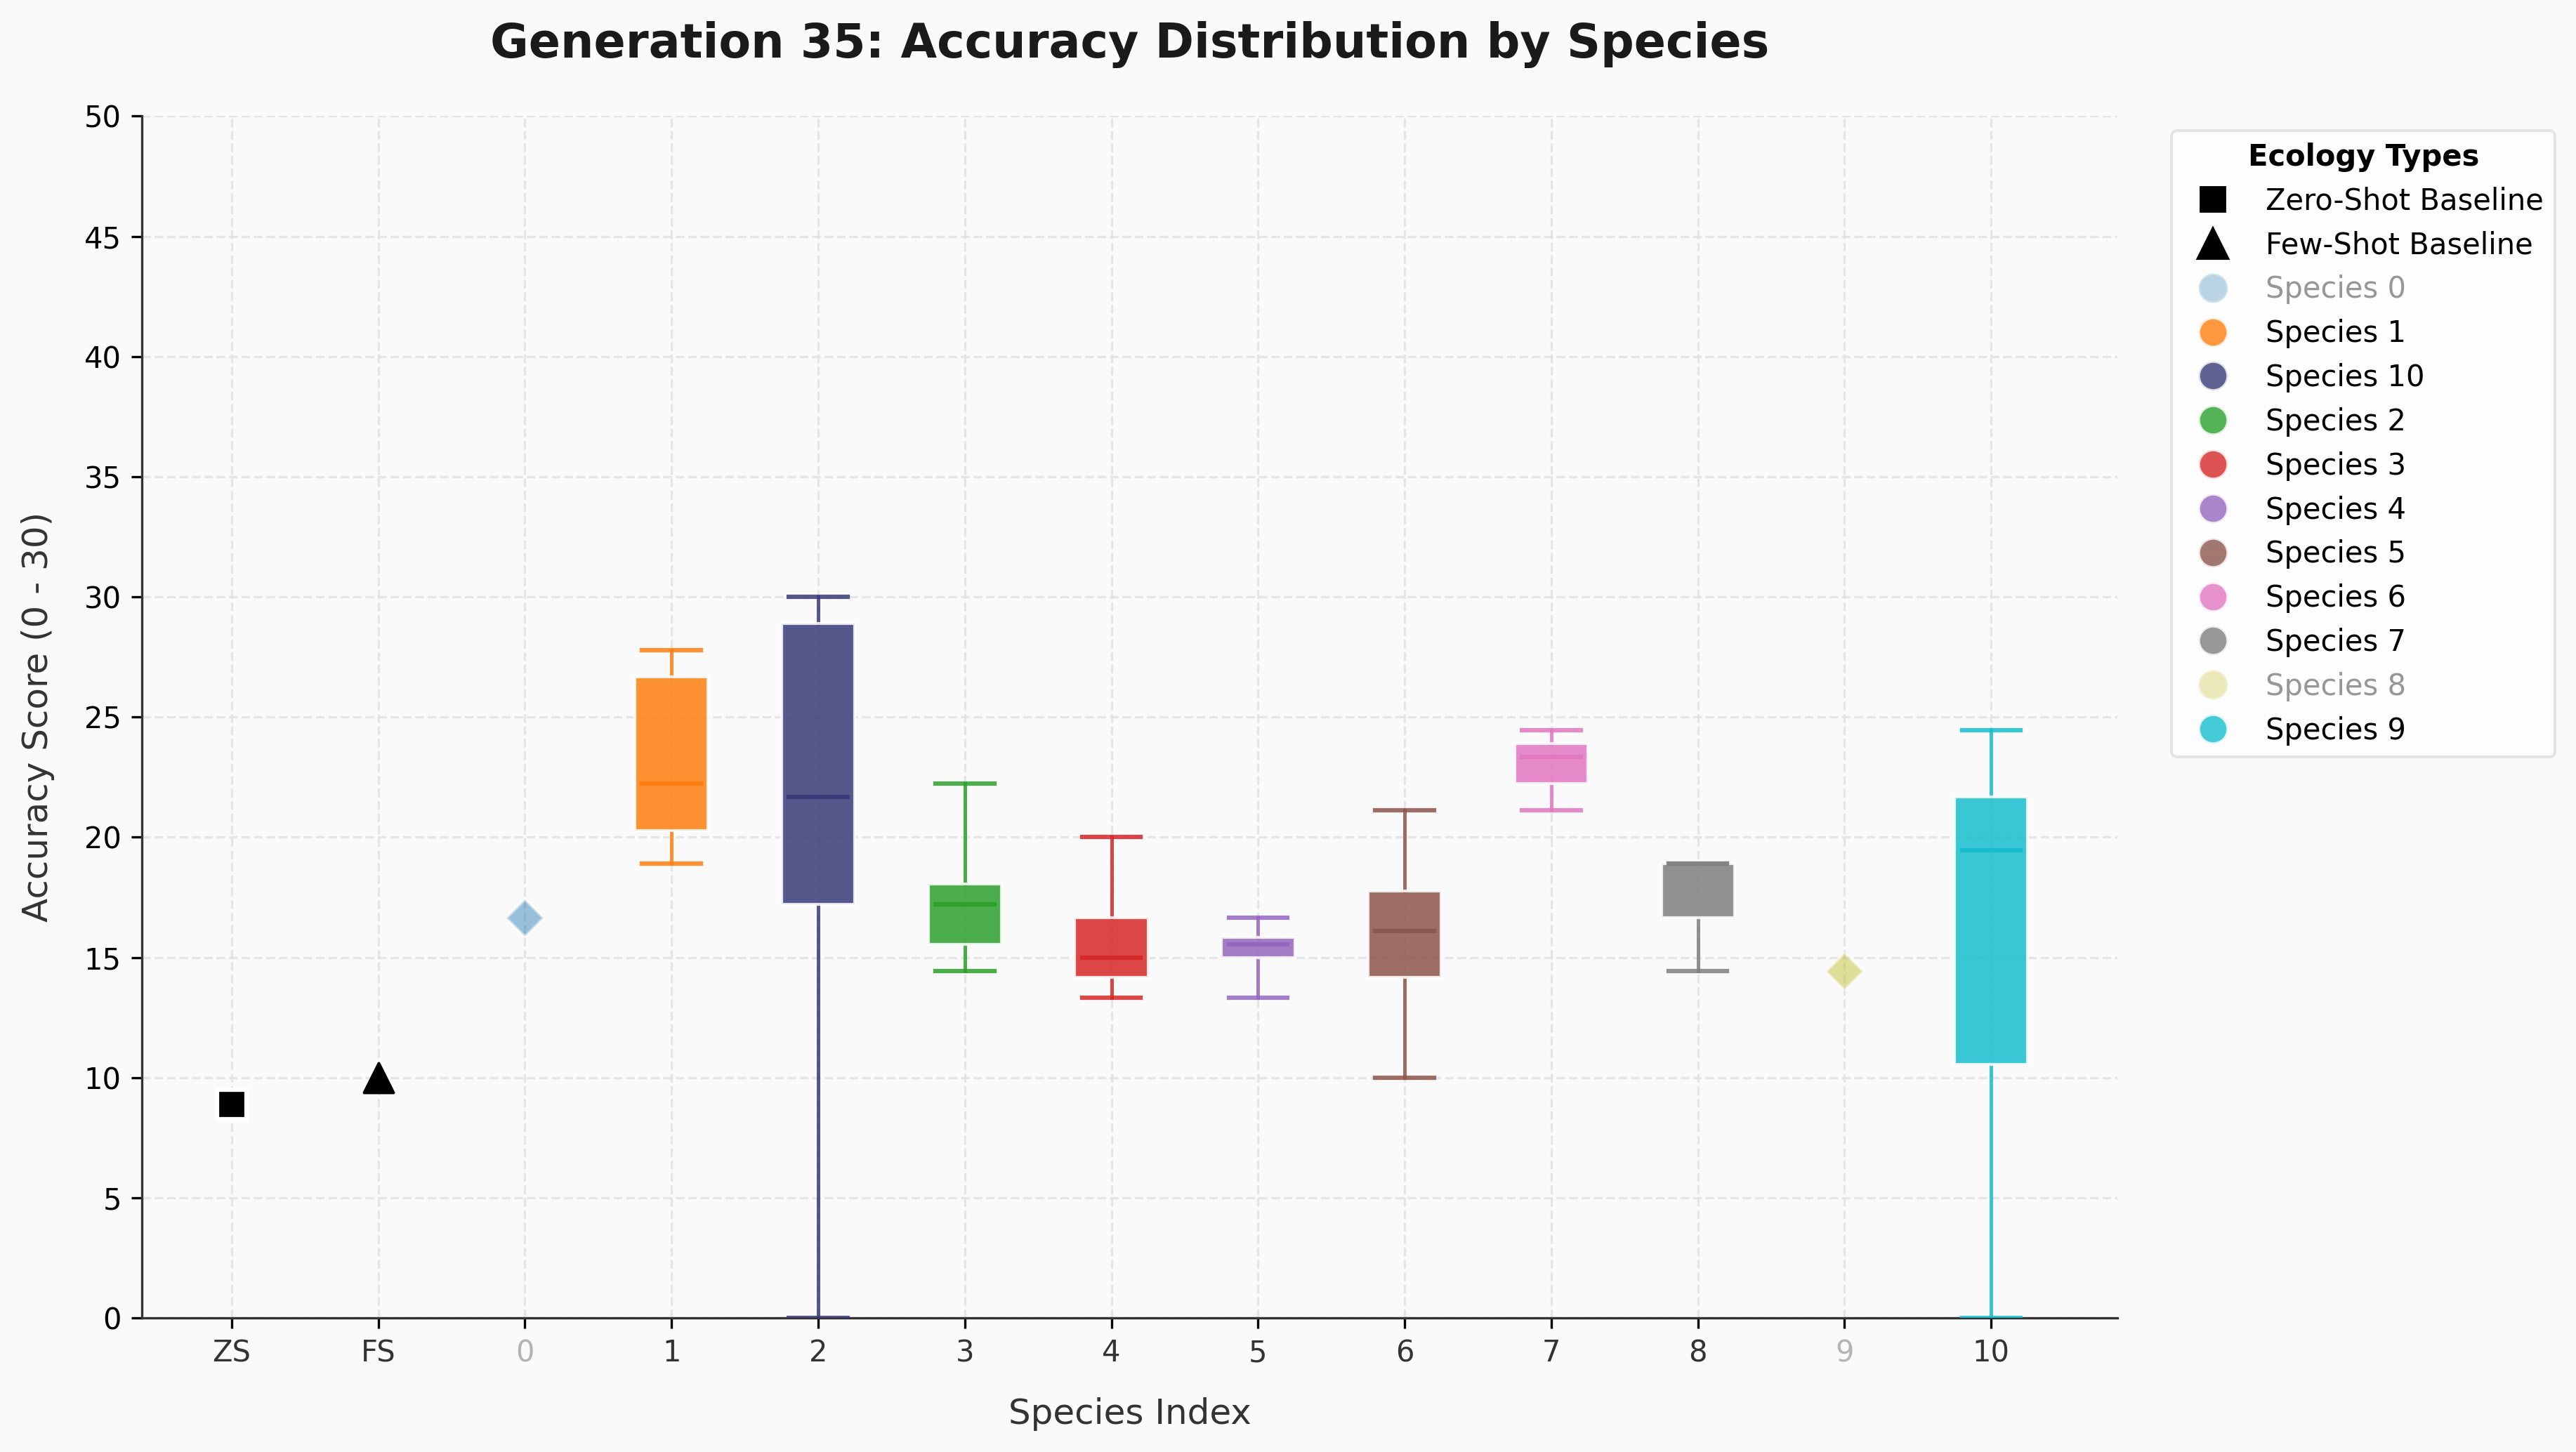 Generation 35: Accuracy Distribution by Species
50
45
40
35
30
25
20
15
10
5
0
Accuracy Score (0 - 30)
ZS FS 0 1 2 3 4 5 6 7 8 9 10
Species Index
Ecology Types
Zero-Shot Baseline
Few-Shot Baseline
Species 0
Species 1
Species 10
Species 2
Species 3
Species 4
Species 5
Species 6
Species 7
Species 8
Species 9